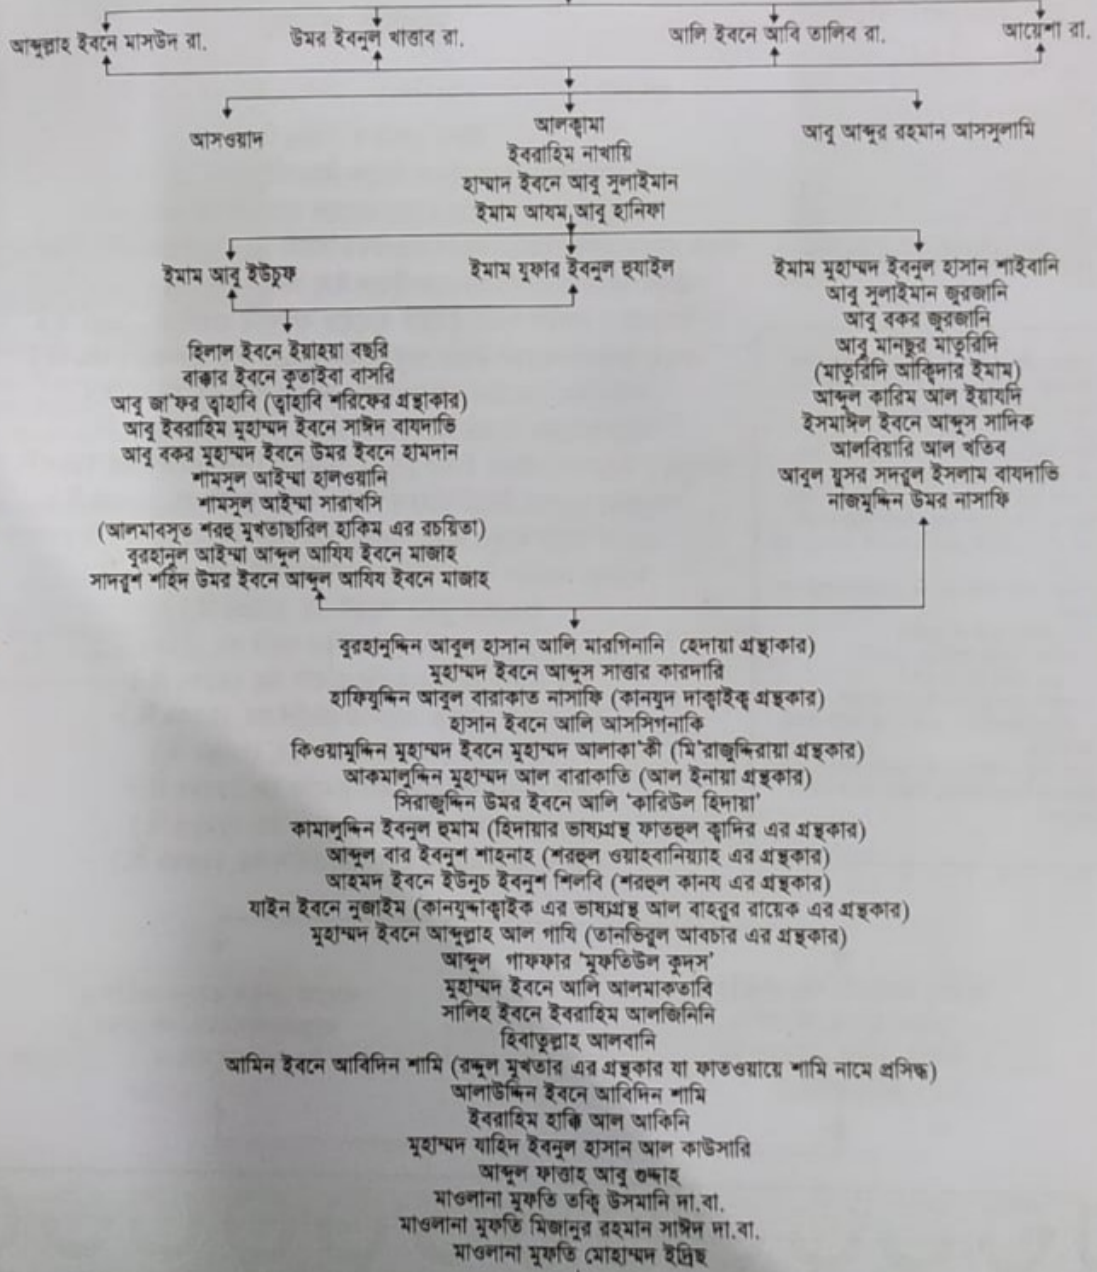 আব্দুল্লাহ ইবনে মাসউদ রা. উমর ইবনুল খাত্তাব রা. আলি ইবনে আবি তালিব রা. আয়েশা রা.
আসওয়াদ আলক্বামা আবু আব্দুর রহমান আসসুলামি
ইবরাহিম নাখায়ি
হাম্মাদ ইবনে আবু সুলাইমান
ইমাম আযম আবু হানিফা
ইমাম আবু ইউচুফ ইমাম যুফার ইবনুল হুযাইল
ইমাম মুহাম্মদ ইবনুল হাসান শাইবানি
আবু সুলাইমান জুরজানি
আবু বকর জুরজানি
আবু মানছুর মাতুরিদি
(মাতুরিদি আক্বিদার ইমাম)
আব্দুল কারিম আল ইয়াযদি
ইসমাঈল ইবনে আব্দুস সাদিক
আলবিয়ারি আল খতিব
আবুল য়ুসর সদরুল ইসলাম বাযদাভি
নাজমুদ্দিন উমর নাসাফি
হিলাল ইবনে ইয়াহয়া বছরি
বাক্কার ইবনে কুতাইবা বাসরি
আবু জা'ফর ত্বাহাবি (ত্বাহাবি শরিফের গ্রন্থাকার)
আবু ইবরাহিম মুহাম্মদ ইবনে সাঈদ বাযদাভি
আবু বকর মুহাম্মদ ইবনে উমর ইবনে হামদান
শামসুল আইম্মা হালওয়ানি
শামসুল আইম্মা সারাখসি
(আলমাবসূত শরহু মুখতাছারিল হাকিম এর রচয়িতা)
বুরহানুল আইম্মা আব্দুল আযিয ইবনে মাজাহ
সাদরুশ শহিদ উমর ইবনে আব্দুল আযিয ইবনে মাজাহ
বুরহানুদ্দিন আবুল হাসান আলি মারগিনানি হেদায়া গ্রন্থাকার)
মুহাম্মদ ইবনে আব্দুস সাত্তার কারদারি
হাফিযুদ্দিন আবুল বারাকাত নাসাফি (কানযুদ দাক্বাইক্ব গ্রন্থকার)
হাসান ইবনে আলি আসসিগনাকি
কিওয়ামুদ্দিন মুহাম্মদ ইবনে মুহাম্মদ আলাকা'কী (মি'রাজুদ্দিরায়া গ্রন্থকার)
আকমালুদ্দিন মুহাম্মদ আল বারাকাতি (আল ইনায়া গ্রন্থকার)
সিরাজুদ্দিন উমর ইবনে আলি 'কারিউল হিদায়া'
কামালুদ্দিন ইবনুল হুমাম (হিদায়ার ভাষ্যগ্রন্থ ফাতহুল ক্বাদির এর গ্রন্থকার)
আব্দুল বার ইবনুশ শাহনাহ (শরহুল ওয়াহবানিয়্যাহ এর গ্রন্থকার)
আহমদ ইবনে ইউনুচ ইবনুশ শিলবি (শরহুল কানয এর গ্রন্থকার)
যাইন ইবনে নুজাইম (কানযুদ্দাক্বাইক এর ভাষ্যগ্রন্থ আল বাহরুর রায়েক এর গ্রন্থকার)
মুহাম্মদ ইবনে আব্দুল্লাহ আল গাযি (তানভিরুল আবচার এর গ্রন্থকার)
আব্দুল গাফফার 'মুফতিউল কুদস'
মুহাম্মদ ইবনে আলি আলমাকতাবি
সালিহ ইবনে ইবরাহিম আলজিনিনি
হিবাতুল্লাহ আলবানি
আমিন ইবনে আবিদিন শামি (রদ্দুল মুখতার এর গ্রন্থকার যা ফাতওয়ায়ে শামি নামে প্রসিদ্ধ)
আলাউদ্দিন ইবনে আবিদিন শামি
ইবরাহিম হাক্কি আল আকিনি
মুহাম্মদ যাহিদ ইবনুল হাসান আল কাউসারি
আব্দুল ফাত্তাহ আবু গুদ্দাহ
মাওলানা মুফতি তক্বি উসমানি দা.বা.
মাওলানা মুফতি মিজানুর রহমান সাঈদ দা.বা.
মাওলানা মুফতি মোহাম্মদ ইদ্রিছ